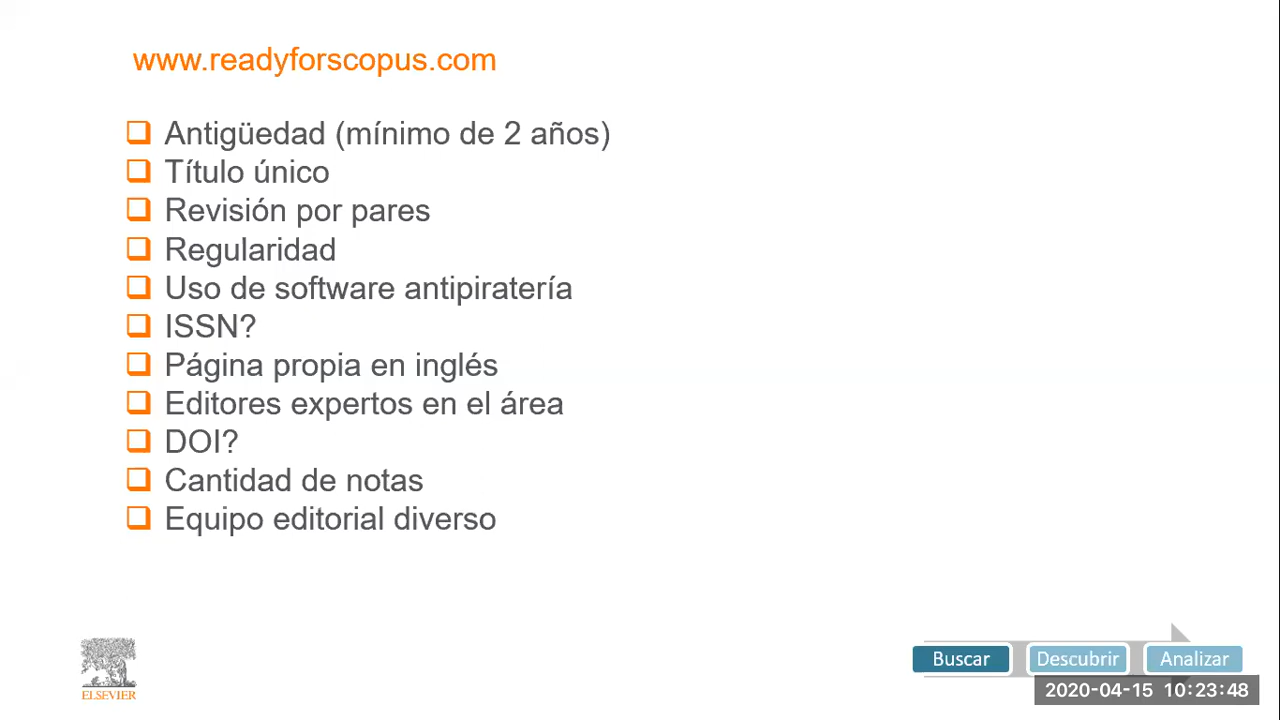 www.readyforscopus.com
Antigüedad (mínimo de 2 años)
Título único
Revisión por pares
Regularidad
Uso de software antipiratería
ISSN?
Página propia en inglés
Editores expertos en el área
DOI?
Cantidad de notas
Equipo editorial diverso
ELSEVIER
Buscar
Descubrir
Analizar
2020-04-15 10:23:48